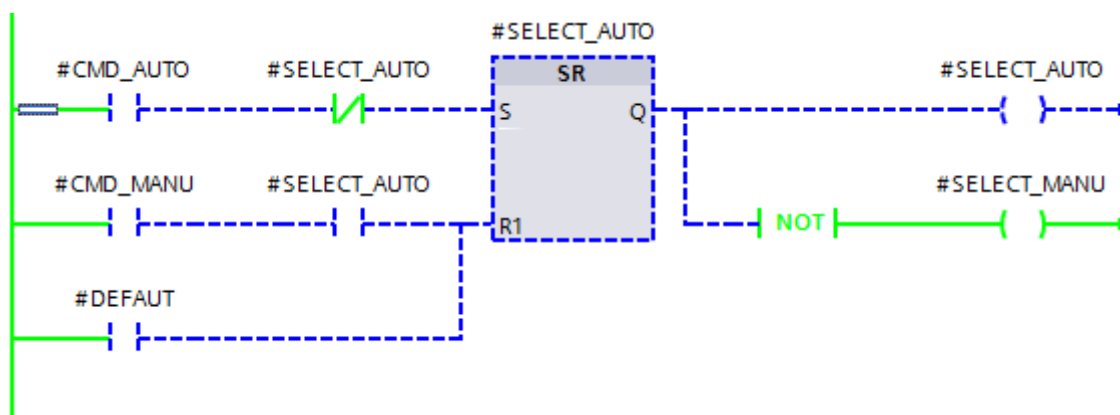 #SELECT_AUTO
#CMD_AUTO #SELECT_AUTO SR #SELECT_AUTO
S Q
#CMD_MANU #SELECT_AUTO #SELECT_MANU
R1 NOT
#DEFAUT